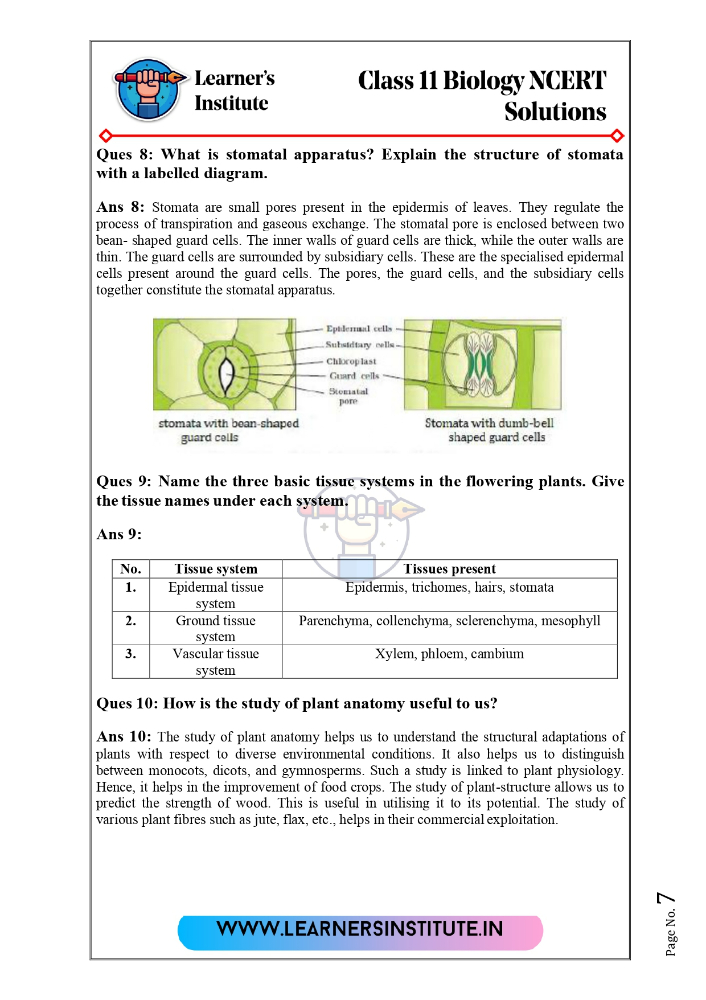 Learner's
Institute
Class 11 Biology NCERT
Solutions
Ques 8: What is stomatal apparatus? Explain the structure of stomata
with a labelled diagram.
Ans 8: Stomata are small pores present in the epidermis of leaves. They regulate the
process of transpiration and gaseous exchange. The stomatal pore is enclosed between two
bean- shaped guard cells. The inner walls of guard cells are thick, while the outer walls are
thin. The guard cells are surrounded by subsidiary cells. These are the specialised epidermal
cells present around the guard cells. The pores, the guard cells, and the subsidiary cells
together constitute the stomatal apparatus.
Epidermal cells
Subsidiary cells
Chloroplast
Guard cells
Stomatal
pore
stomata with bean-shaped
guard cells
Stomata with dumb-bell
shaped guard cells
Ques 9: Name the three basic tissue systems in the flowering plants. Give
the tissue names under each system.
Ans 9:
No. Tissue system Tissues present
1. Epidermal tissue Epidermis, trichomes, hairs, stomata
system
2. Ground tissue Parenchyma, collenchyma, sclerenchyma, mesophyll
system
3. Vascular tissue Xylem, phloem, cambium
system
Ques 10: How is the study of plant anatomy useful to us?
Ans 10: The study of plant anatomy helps us to understand the structural adaptations of
plants with respect to diverse environmental conditions. It also helps us to distinguish
between monocots, dicots, and gymnosperms. Such a study is linked to plant physiology.
Hence, it helps in the improvement of food crops. The study of plant-structure allows us to
predict the strength of wood. This is useful in utilising it to its potential. The study of
various plant fibres such as jute, flax, etc., helps in their commercial exploitation.
WWW.LEARNERSINSTITUTE.IN
Page No. 7